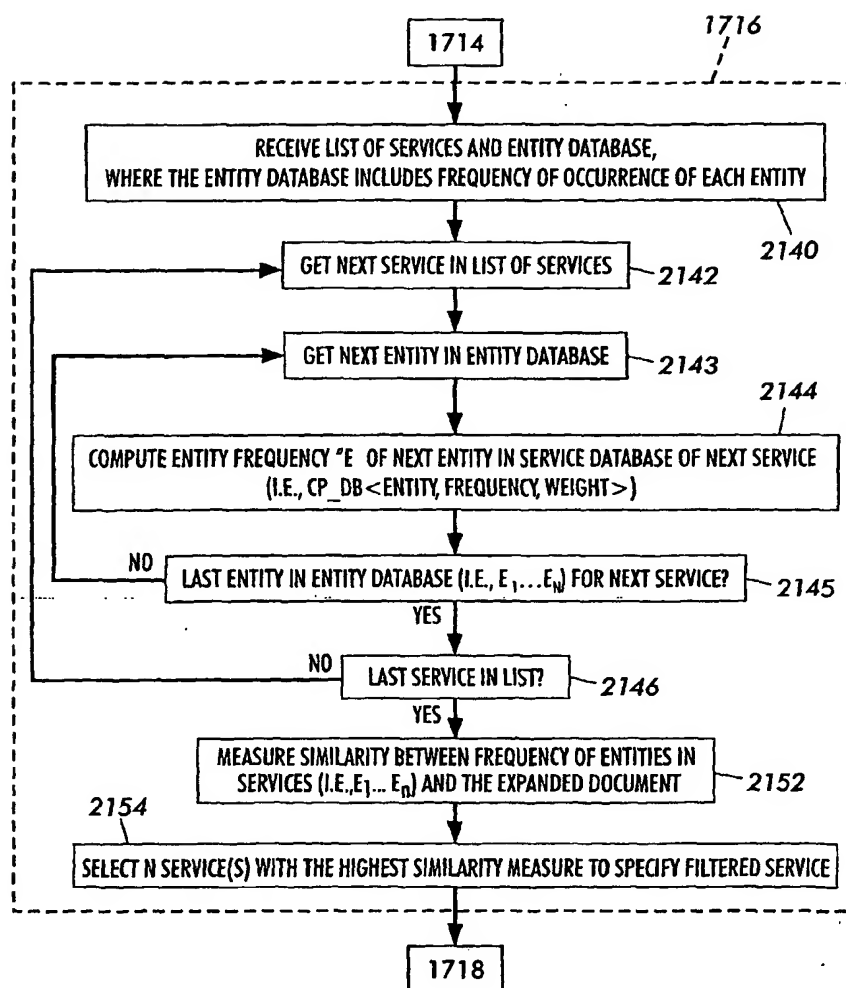 1714
1716
RECEIVE LIST OF SERVICES AND ENTITY DATABASE,
WHERE THE ENTITY DATABASE INCLUDES FREQUENCY OF OCCURRENCE OF EACH ENTITY
2140
GET NEXT SERVICE IN LIST OF SERVICES
2142
GET NEXT ENTITY IN ENTITY DATABASE
2143
2144
COMPUTE ENTITY FREQUENCY "E OF NEXT ENTITY IN SERVICE DATABASE OF NEXT SERVICE
(I.E., CP_DB<ENTITY, FREQUENCY, WEIGHT>)
NO
LAST ENTITY IN ENTITY DATABASE (I.E., E1...EN) FOR NEXT SERVICE?
2145
YES
NO
LAST SERVICE IN LIST?
2146
YES
MEASURE SIMILARITY BETWEEN FREQUENCY OF ENTITIES IN
SERVICES (I.E.,E1... En) AND THE EXPANDED DOCUMENT
2152
2154
SELECT N SERVICE(S) WITH THE HIGHEST SIMILARITY MEASURE TO SPECIFY FILTERED SERVICE
1718